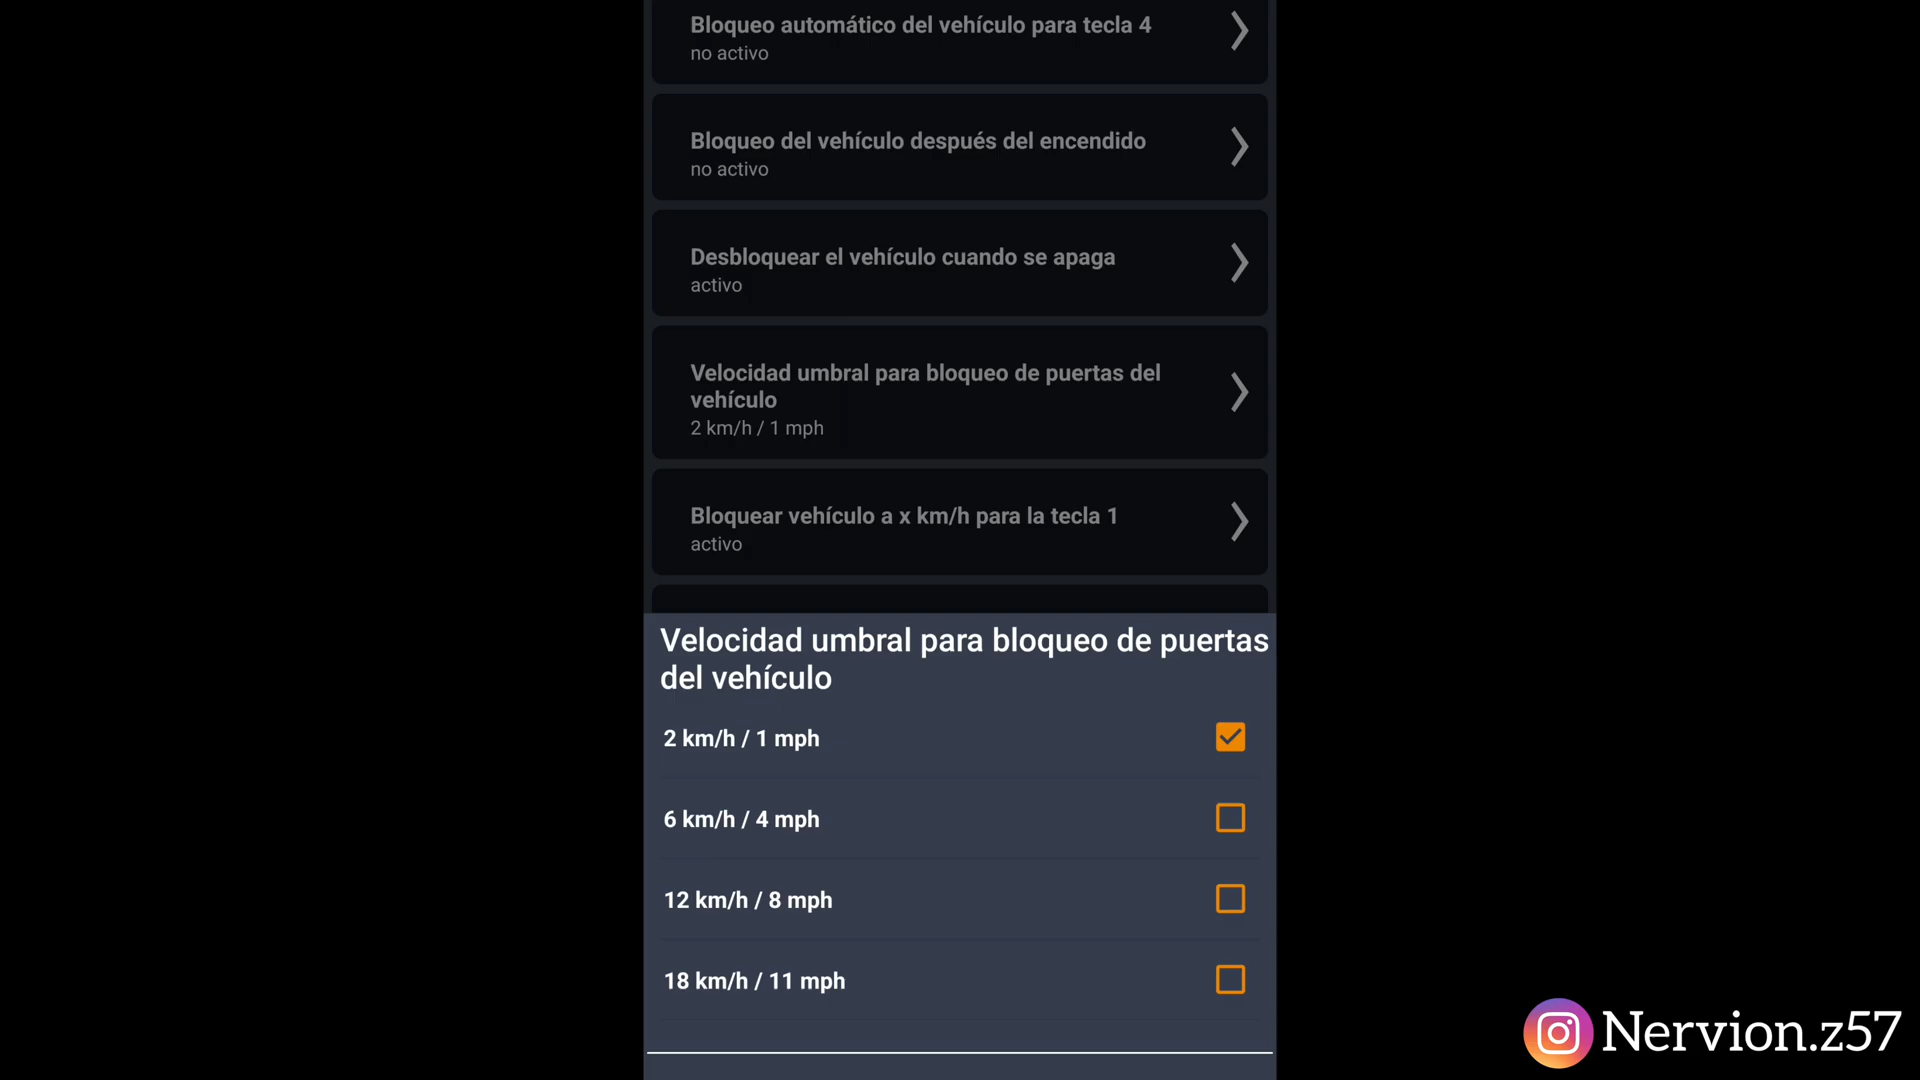 Bloqueo automático del vehículo para tecla 4
no activo
Bloqueo del vehículo después del encendido
no activo
Desbloquear el vehículo cuando se apaga
activo
Velocidad umbral para bloqueo de puertas del
vehículo
2 km/h / 1 mph
Bloquear vehículo a x km/h para la tecla 1
activo
Velocidad umbral para bloqueo de puertas
del vehículo
2 km/h / 1 mph
6 km/h / 4 mph
12 km/h / 8 mph
18 km/h / 11 mph
Nervion.z57